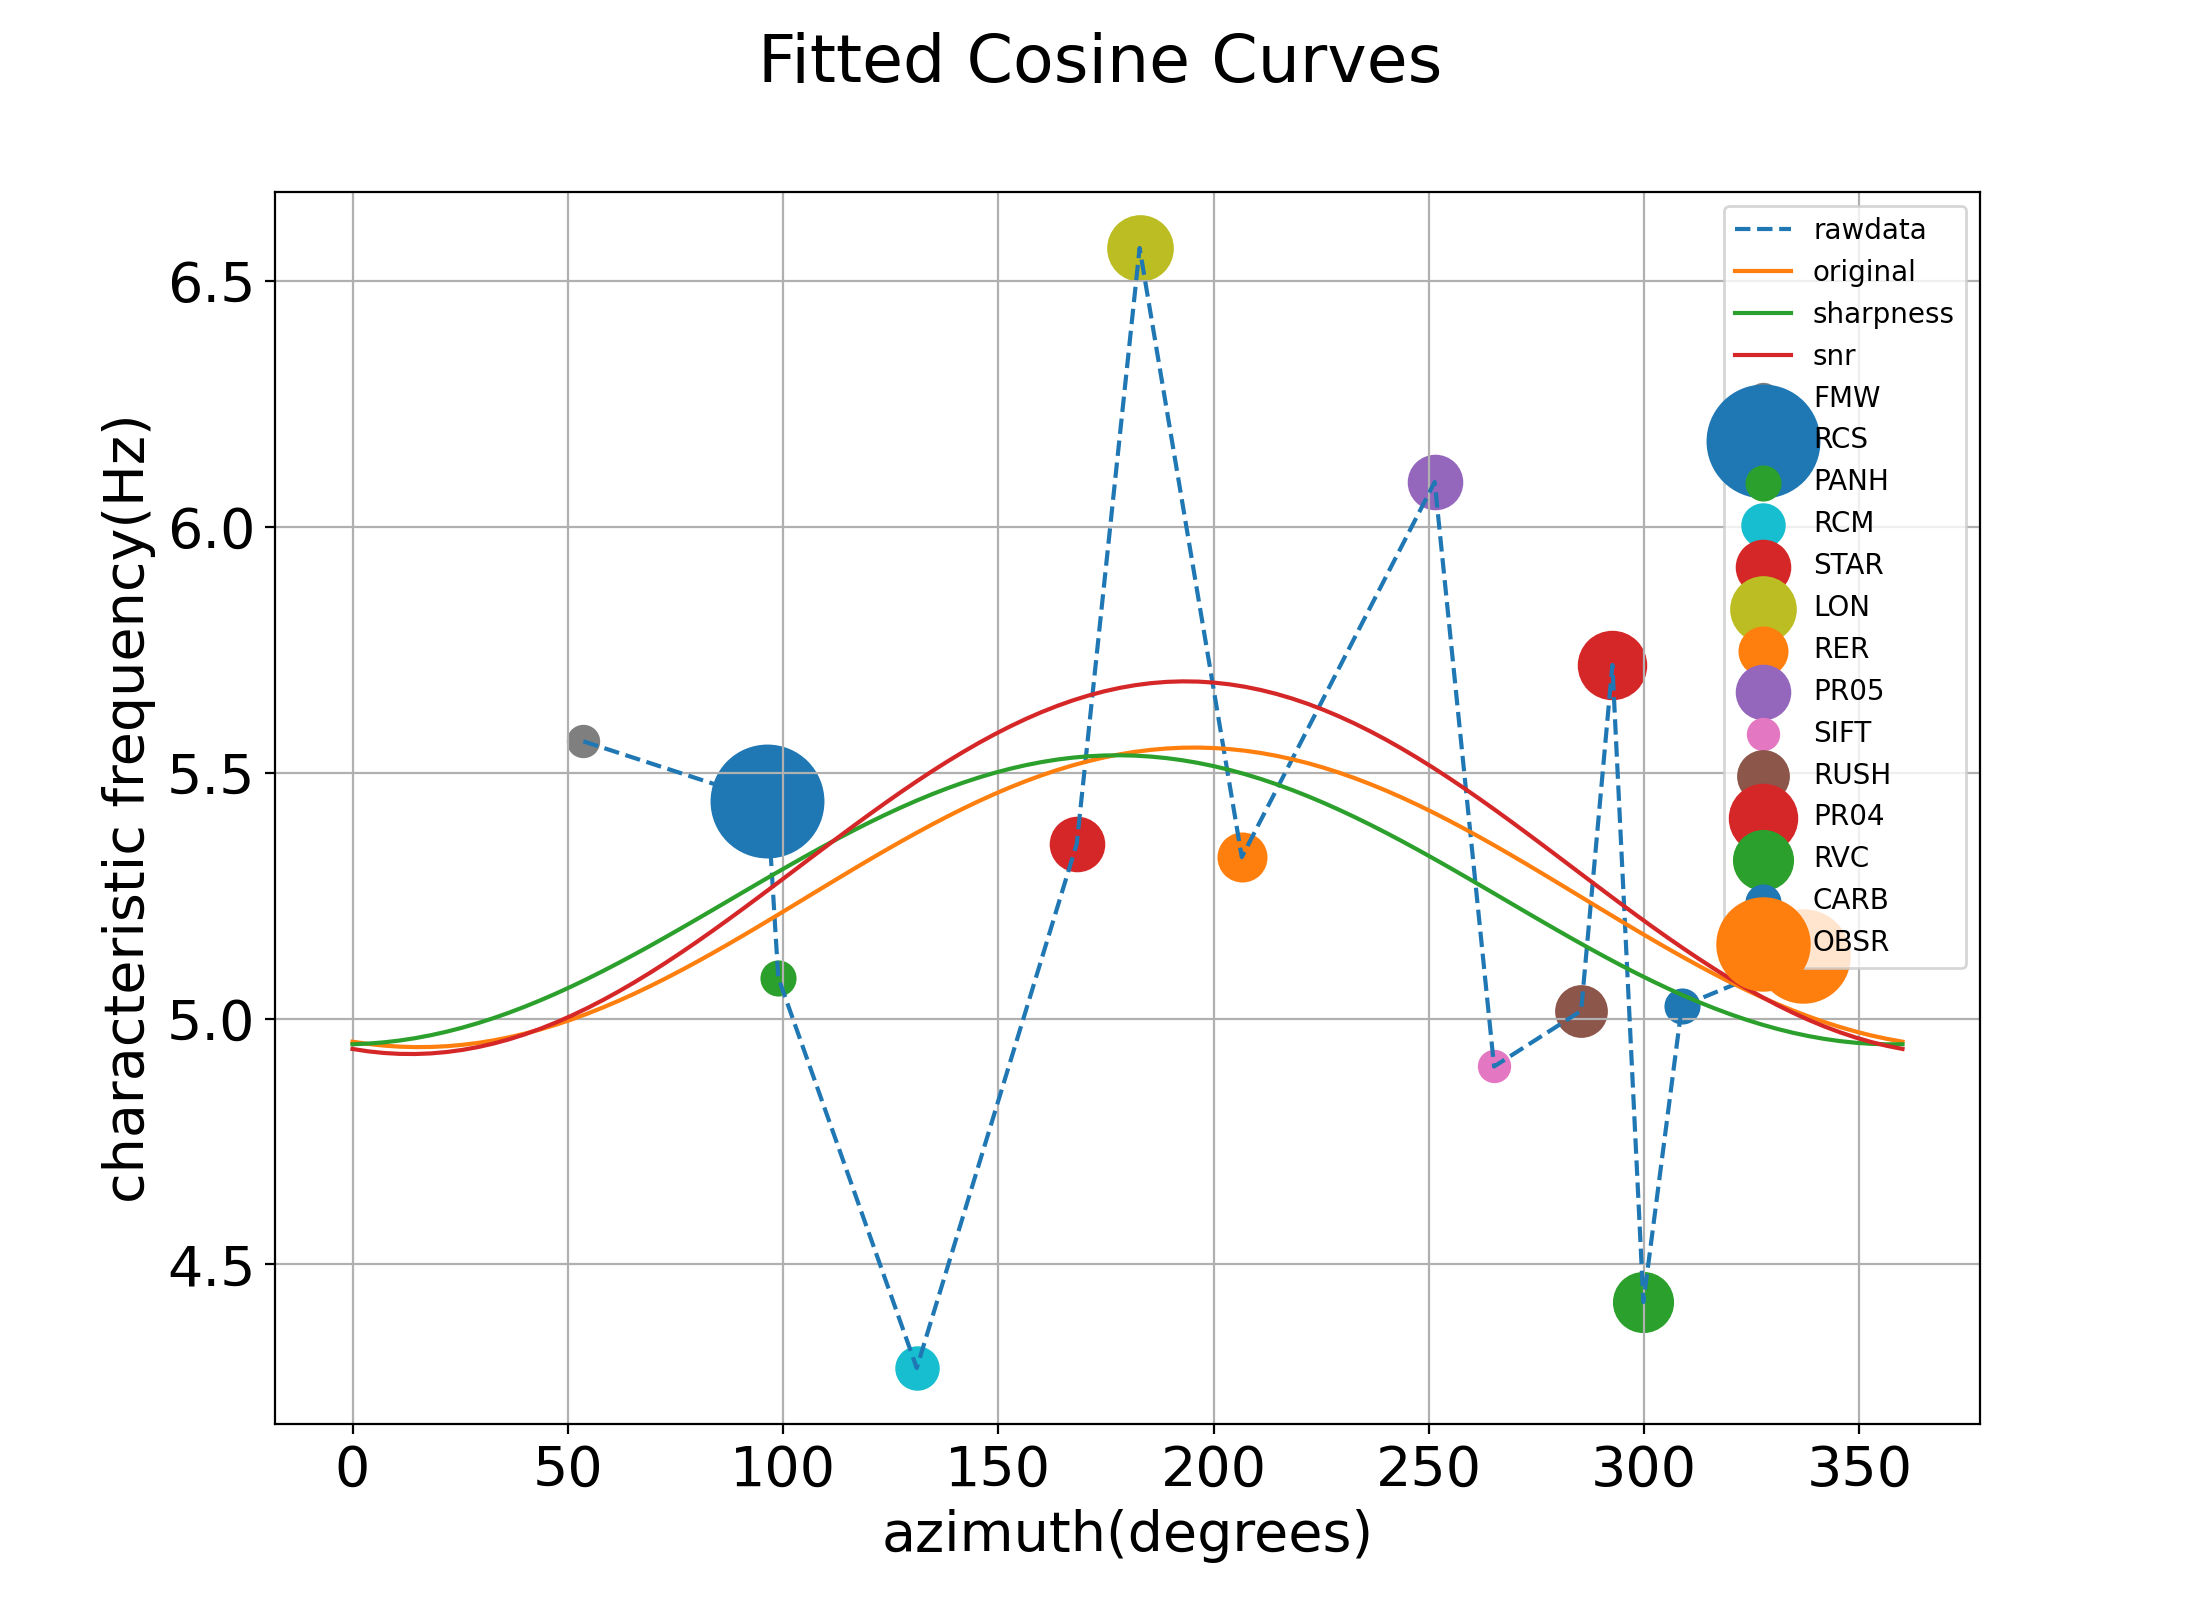 Fitted Cosine Curves
characteristic frequency(Hz)
6.5
6.0
5.5
5.0
4.5
rawdata
original
sharpness
snr
FMW
RCS
PANH
RCM
STAR
LON
RER
PR05
SIFT
RUSH
PR04
RVC
CARB
OBSR
0 50 100 150 200 250 300 350
azimuth(degrees)